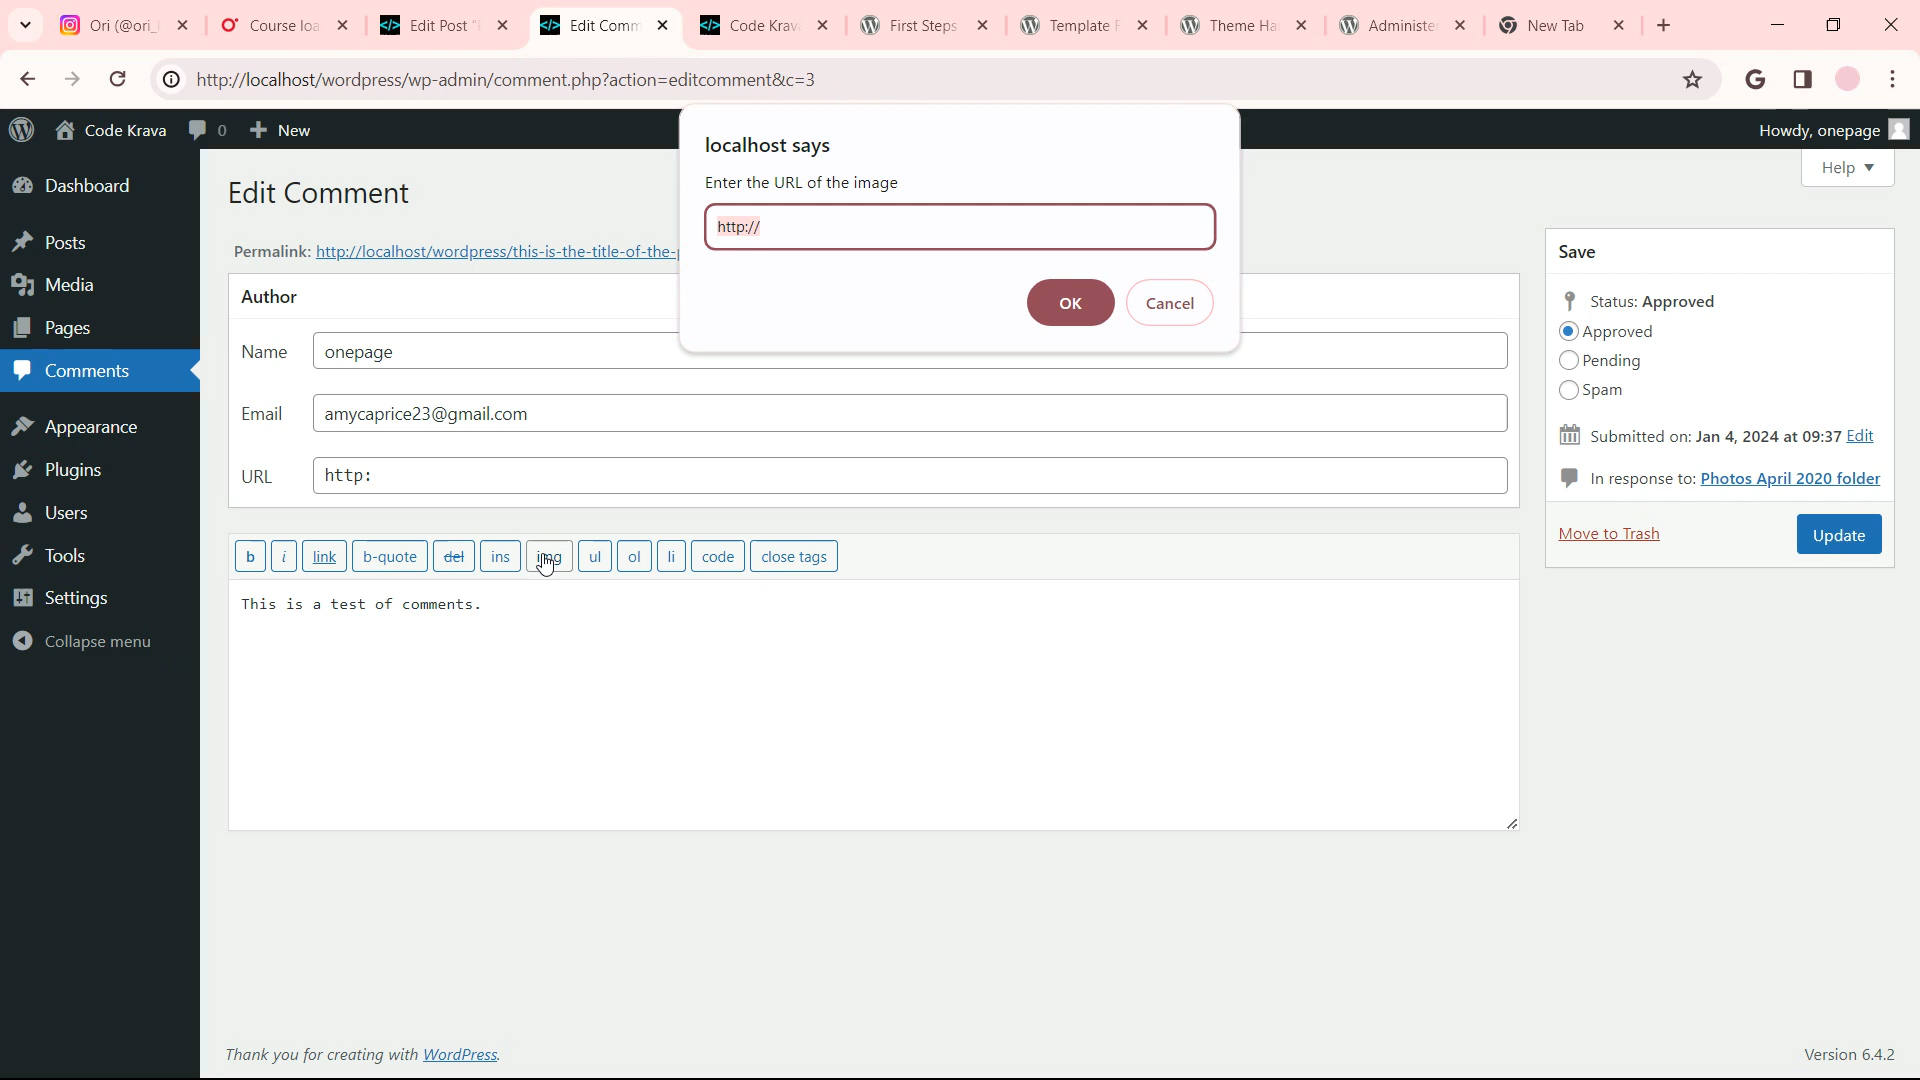 Ori (@ori_
Course loa
Edit Post "
Edit Comm
Code Krav
First Steps
Template F
Theme Ha
Administe
New Tab
http://localhost/wordpress/wp-admin/comment.php?action=editcomment&c=3
Code Krava
0
New
Howdy, onepage
localhost says
Enter the URL of the image
http://
OK
Cancel
Help
Dashboard
Posts
Media
Pages
Comments
Appearance
Plugins
Users
Tools
Settings
Collapse menu
Edit Comment
Permalink: http://localhost/wordpress/this-is-the-title-of-the-
Author
Name
onepage
Email
amycaprice23@gmail.com
URL
http:
b
i
link
b-quote
del
ins
img
ul
ol
li
code
close tags
This is a test of comments.
Save
Status: Approved
Approved
Pending
Spam
Submitted on: Jan 4, 2024 at 09:37 Edit
In response to: Photos April 2020 folder
Move to Trash
Update
Thank you for creating with WordPress.
Version 6.4.2